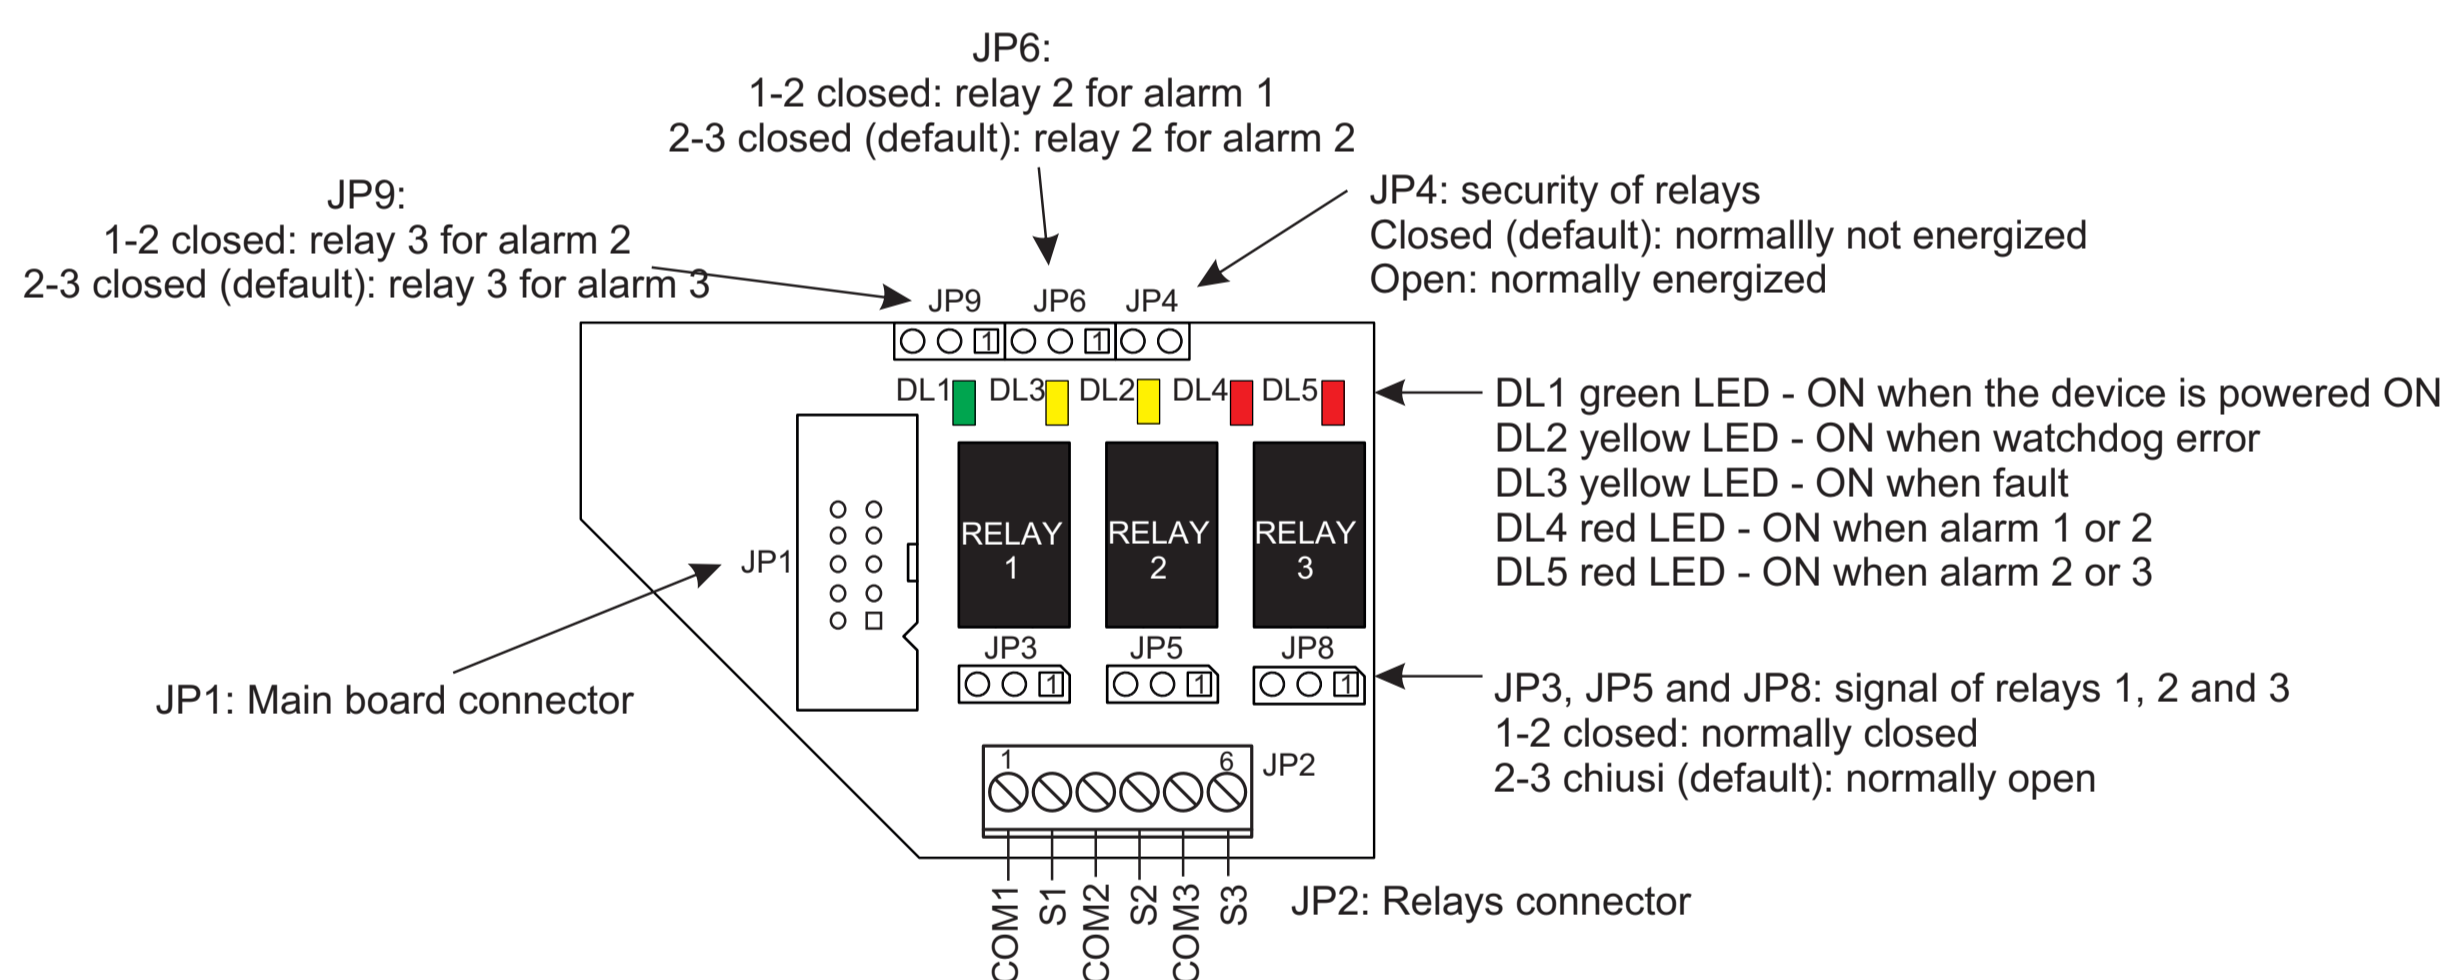 JP6:
1-2 closed: relay 2 for alarm 1
2-3 closed (default): relay 2 for alarm 2
JP9:
1-2 closed: relay 3 for alarm 2
2-3 closed (default): relay 3 for alarm 3
JP4: security of relays
Closed (default): normallly not energized
Open: normally energized
JP9 JP6 JP4
1 1
DL1 DL3 DL2 DL4 DL5
DL1 green LED - ON when the device is powered ON
DL2 yellow LED - ON when watchdog error
DL3 yellow LED - ON when fault
DL4 red LED - ON when alarm 1 or 2
DL5 red LED - ON when alarm 2 or 3
RELAY
1
RELAY
2
RELAY
3
JP1
JP1: Main board connector
JP3 JP5 JP8
1 1 1
JP3, JP5 and JP8: signal of relays 1, 2 and 3
1-2 closed: normally closed
2-3 chiusi (default): normally open
1 6 JP2
COM1 S1 COM2 S2 COM3 S3
JP2: Relays connector